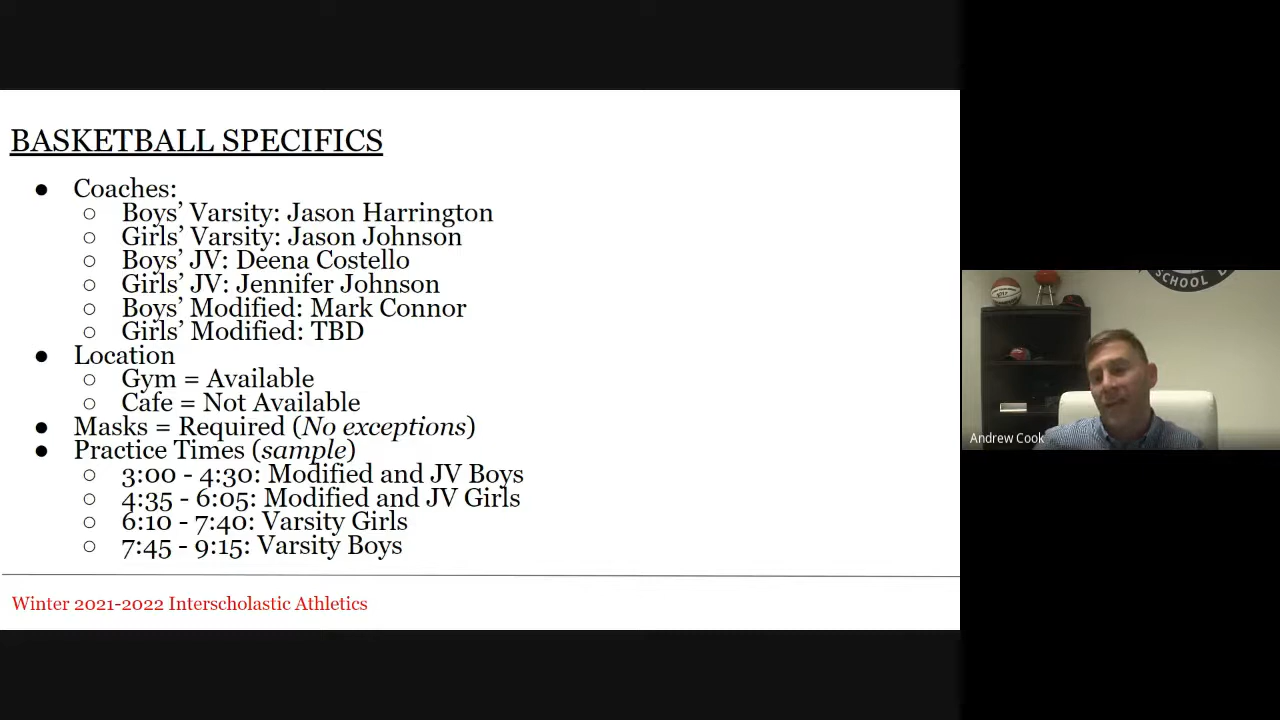 BASKETBALL SPECIFICS
● Coaches:
○ Boys’ Varsity: Jason Harrington
○ Girls’ Varsity: Jason Johnson
○ Boys’ JV: Deena Costello
○ Girls’ JV: Jennifer Johnson
○ Boys’ Modified: Mark Connor
○ Girls’ Modified: TBD
● Location
○ Gym = Available
○ Cafe = Not Available
● Masks = Required (No exceptions)
● Practice Times (sample)
○ 3:00 - 4:30: Modified and JV Boys
○ 4:35 - 6:05: Modified and JV Girls
○ 6:10 - 7:40: Varsity Girls
○ 7:45 - 9:15: Varsity Boys
Winter 2021-2022 Interscholastic Athletics
SCHOOL
Andrew Cook